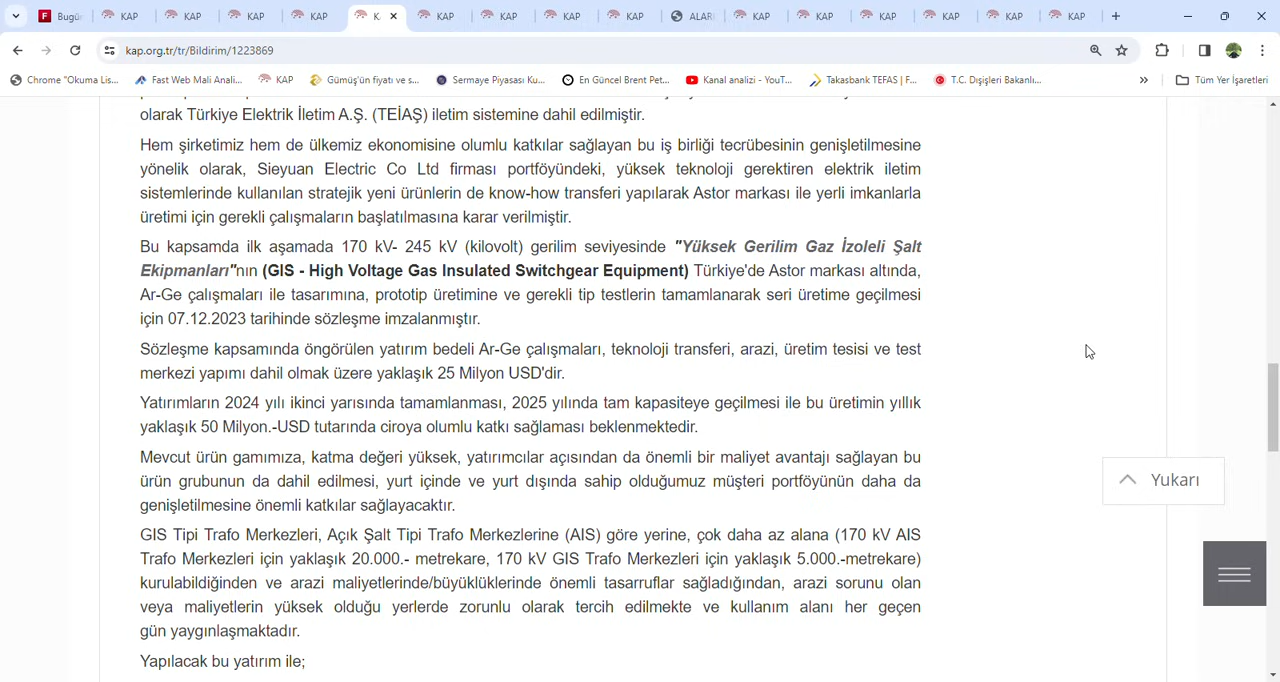 Bugü
KAP
KAP
KAP
KAP
K
KAP
KAP
KAP
KAP
ALAR
KAP
KAP
KAP
KAP
KAP
KAP
kap.org.tr/tr/Bildirim/1223869
Chrome "Okuma Lis...
Fast Web Mali Anali...
KAP
Gümüş'ün fiyatı ve s...
Sermaye Piyasası Ku...
En Güncel Brent Pet...
Kanal analizi - YouT...
Takasbank TEFAS | F...
T.C. Dışişleri Bakanlı...
Tüm Yer İşaretleri
olarak Türkiye Elektrik İletim A.Ş. (TEİAŞ) iletim sistemine dahil edilmiştir.
Hem şirketimiz hem de ülkemiz ekonomisine olumlu katkılar sağlayan bu iş birliği tecrübesinin genişletilmesine
yönelik olarak, Sieyuan Electric Co Ltd firması portföyündeki, yüksek teknoloji gerektiren elektrik iletim
sistemlerinde kullanılan stratejik yeni ürünlerin de know-how transferi yapılarak Astor markası ile yerli imkanlarla
üretimi için gerekli çalışmaların başlatılmasına karar verilmiştir.
Bu kapsamda ilk aşamada 170 kV- 245 kV (kilovolt) gerilim seviyesinde "Yüksek Gerilim Gaz İzoleli Şalt
Ekipmanları"nın (GIS - High Voltage Gas Insulated Switchgear Equipment) Türkiye'de Astor markası altında,
Ar-Ge çalışmaları ile tasarımına, prototip üretimine ve gerekli tip testlerin tamamlanarak seri üretime geçilmesi
için 07.12.2023 tarihinde sözleşme imzalanmıştır.
Sözleşme kapsamında öngörülen yatırım bedeli Ar-Ge çalışmaları, teknoloji transferi, arazi, üretim tesisi ve test
merkezi yapımı dahil olmak üzere yaklaşık 25 Milyon USD'dir.
Yatırımların 2024 yılı ikinci yarısında tamamlanması, 2025 yılında tam kapasiteye geçilmesi ile bu üretimin yıllık
yaklaşık 50 Milyon.-USD tutarında ciroya olumlu katkı sağlaması beklenmektedir.
Mevcut ürün gamımıza, katma değeri yüksek, yatırımcılar açısından da önemli bir maliyet avantajı sağlayan bu
ürün grubunun da dahil edilmesi, yurt içinde ve yurt dışında sahip olduğumuz müşteri portföyünün daha da
genişletilmesine önemli katkılar sağlayacaktır.
GIS Tipi Trafo Merkezleri, Açık Şalt Tipi Trafo Merkezlerine (AIS) göre yerine, çok daha az alana (170 kV AIS
Trafo Merkezleri için yaklaşık 20.000.- metrekare, 170 kV GIS Trafo Merkezleri için yaklaşık 5.000.-metrekare)
kurulabildiğinden ve arazi maliyetlerinde/büyüklüklerinde önemli tasarruflar sağladığından, arazi sorunu olan
veya maliyetlerin yüksek olduğu yerlerde zorunlu olarak tercih edilmekte ve kullanım alanı her geçen
gün yaygınlaşmaktadır.
Yapılacak bu yatırım ile;
Yukarı